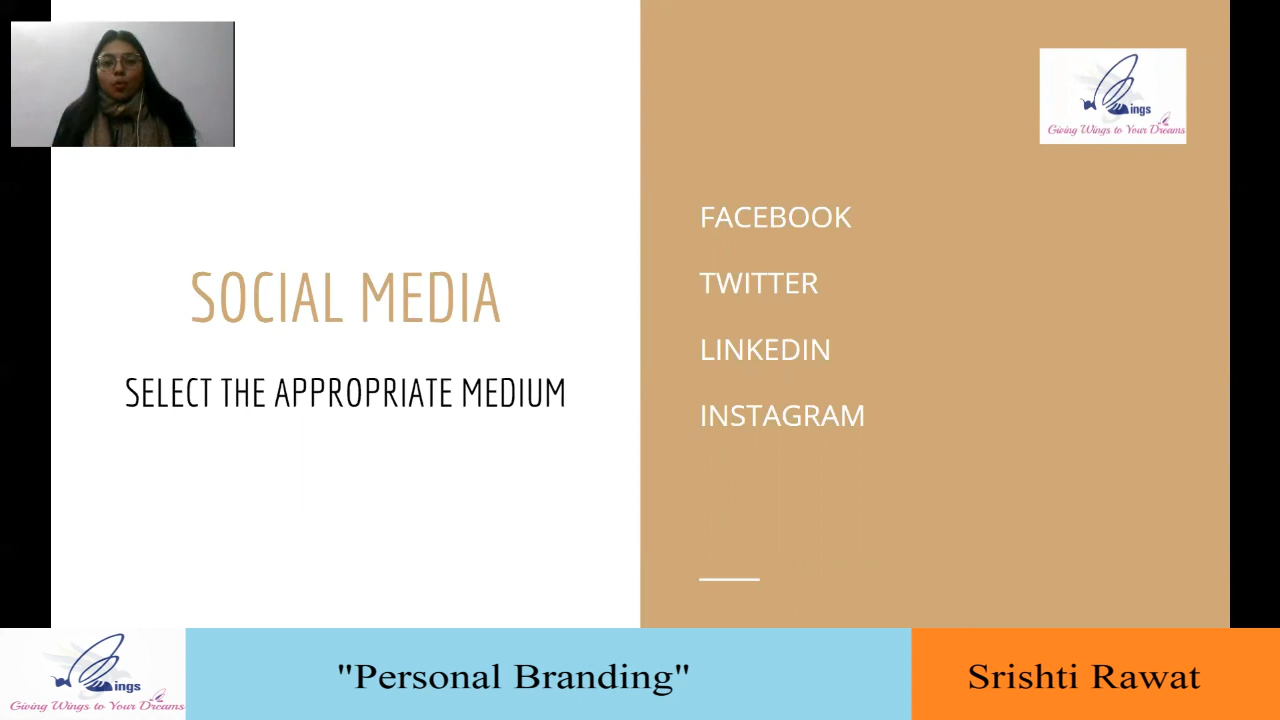 ings
Giving Wings to Your Dreams
SOCIAL MEDIA
SELECT THE APPROPRIATE MEDIUM
FACEBOOK
TWITTER
LINKEDIN
INSTAGRAM
ings
Giving Wings to Your Dreams
"Personal Branding"
Srishti Rawat